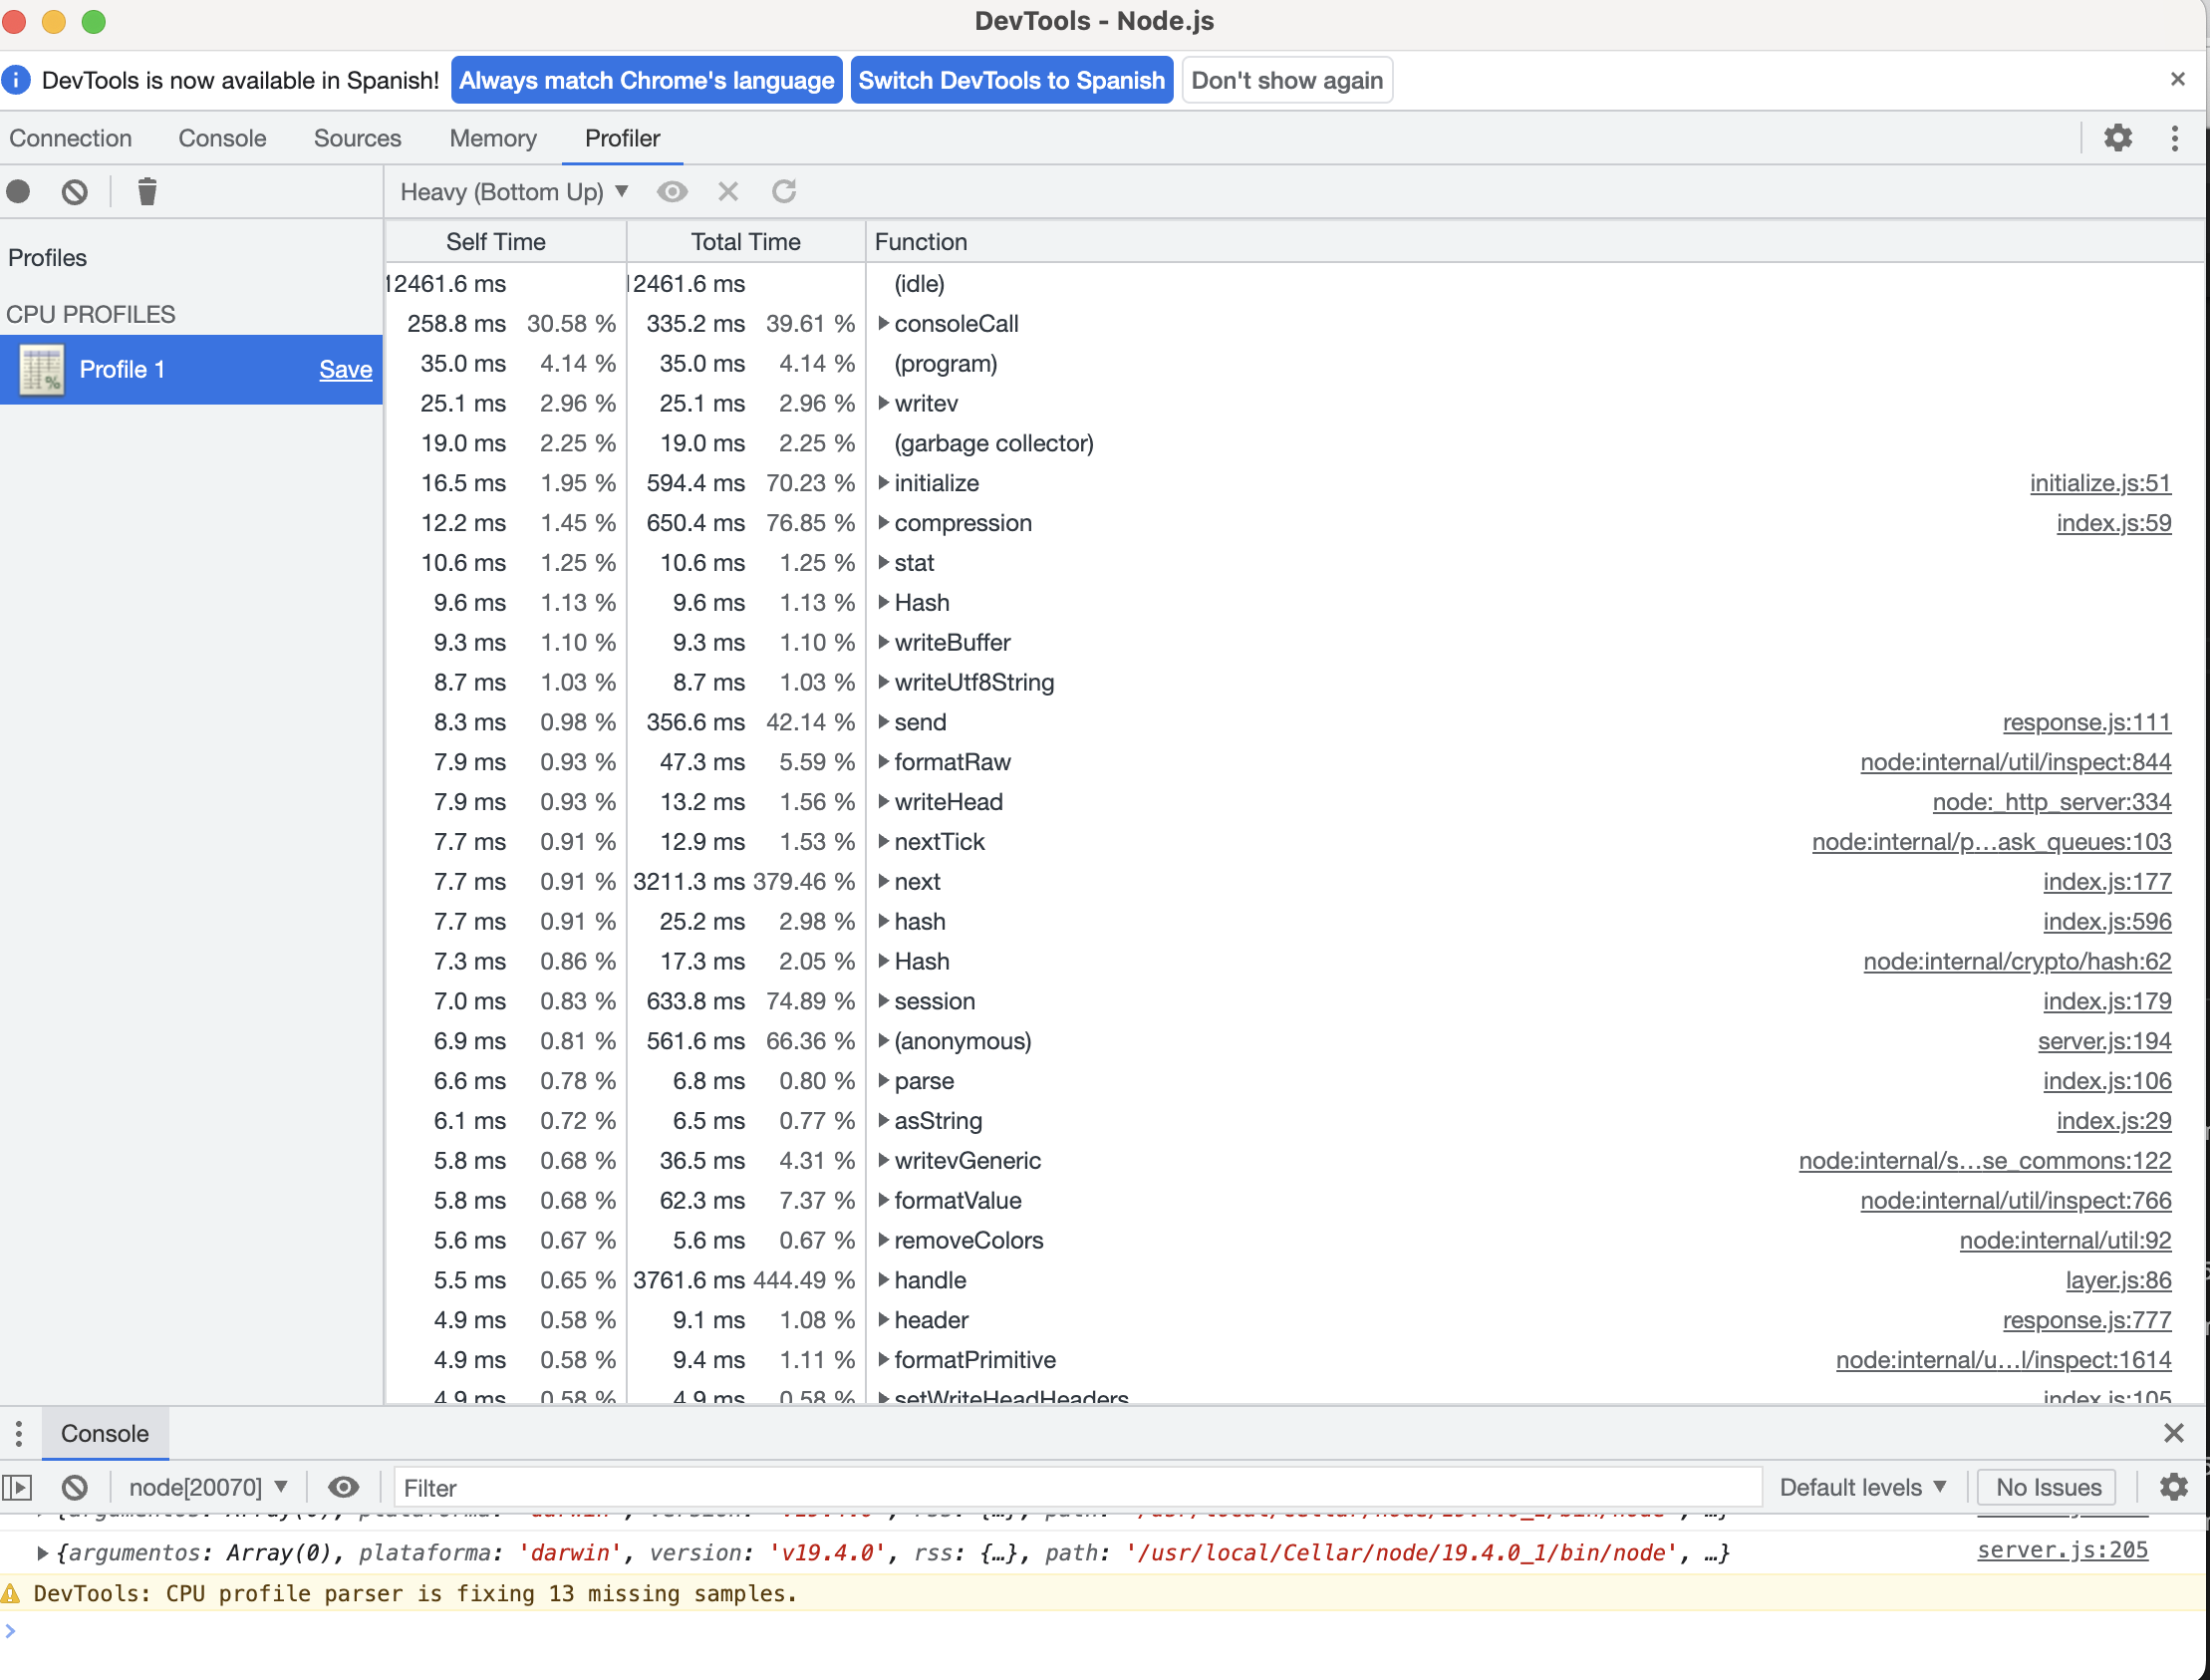 DevTools - Node.js
DevTools is now available in Spanish! Always match Chrome's language Switch DevTools to Spanish Don't show again
Connection Console Sources Memory Profiler
Heavy (Bottom Up)
Profiles
CPU PROFILES
Profile 1 Save
Self Time Total Time Function
12461.6 ms 12461.6 ms (idle)
258.8 ms 30.58 % 335.2 ms 39.61 % consoleCall
35.0 ms 4.14 % 35.0 ms 4.14 % (program)
25.1 ms 2.96 % 25.1 ms 2.96 % writev
19.0 ms 2.25 % 19.0 ms 2.25 % (garbage collector)
16.5 ms 1.95 % 594.4 ms 70.23 % initialize initialize.js:51
12.2 ms 1.45 % 650.4 ms 76.85 % compression index.js:59
10.6 ms 1.25 % 10.6 ms 1.25 % stat
9.6 ms 1.13 % 9.6 ms 1.13 % Hash
9.3 ms 1.10 % 9.3 ms 1.10 % writeBuffer
8.7 ms 1.03 % 8.7 ms 1.03 % writeUtf8String
8.3 ms 0.98 % 356.6 ms 42.14 % send response.js:111
7.9 ms 0.93 % 47.3 ms 5.59 % formatRaw node:internal/util/inspect:844
7.9 ms 0.93 % 13.2 ms 1.56 % writeHead node:_http_server:334
7.7 ms 0.91 % 12.9 ms 1.53 % nextTick node:internal/p…ask_queues:103
7.7 ms 0.91 % 3211.3 ms 379.46 % next index.js:177
7.7 ms 0.91 % 25.2 ms 2.98 % hash index.js:596
7.3 ms 0.86 % 17.3 ms 2.05 % Hash node:internal/crypto/hash:62
7.0 ms 0.83 % 633.8 ms 74.89 % session index.js:179
6.9 ms 0.81 % 561.6 ms 66.36 % (anonymous) server.js:194
6.6 ms 0.78 % 6.8 ms 0.80 % parse index.js:106
6.1 ms 0.72 % 6.5 ms 0.77 % asString index.js:29
5.8 ms 0.68 % 36.5 ms 4.31 % writevGeneric node:internal/s…se_commons:122
5.8 ms 0.68 % 62.3 ms 7.37 % formatValue node:internal/util/inspect:766
5.6 ms 0.67 % 5.6 ms 0.67 % removeColors node:internal/util:92
5.5 ms 0.65 % 3761.6 ms 444.49 % handle layer.js:86
4.9 ms 0.58 % 9.1 ms 1.08 % header response.js:777
4.9 ms 0.58 % 9.4 ms 1.11 % formatPrimitive node:internal/u…l/inspect:1614
4.9 ms 0.58 % 4.9 ms 0.58 % setWriteHeadHeaders index.js:105
Console
node[20070] Filter Default levels No Issues
{argumentos: Array(0), plataforma: 'darwin', version: 'v19.4.0', rss: {…}, path: '/usr/local/Cellar/node/19.4.0_1/bin/node', …}
{argumentos: Array(0), plataforma: 'darwin', version: 'v19.4.0', rss: {…}, path: '/usr/local/Cellar/node/19.4.0_1/bin/node', …} server.js:205
DevTools: CPU profile parser is fixing 13 missing samples.